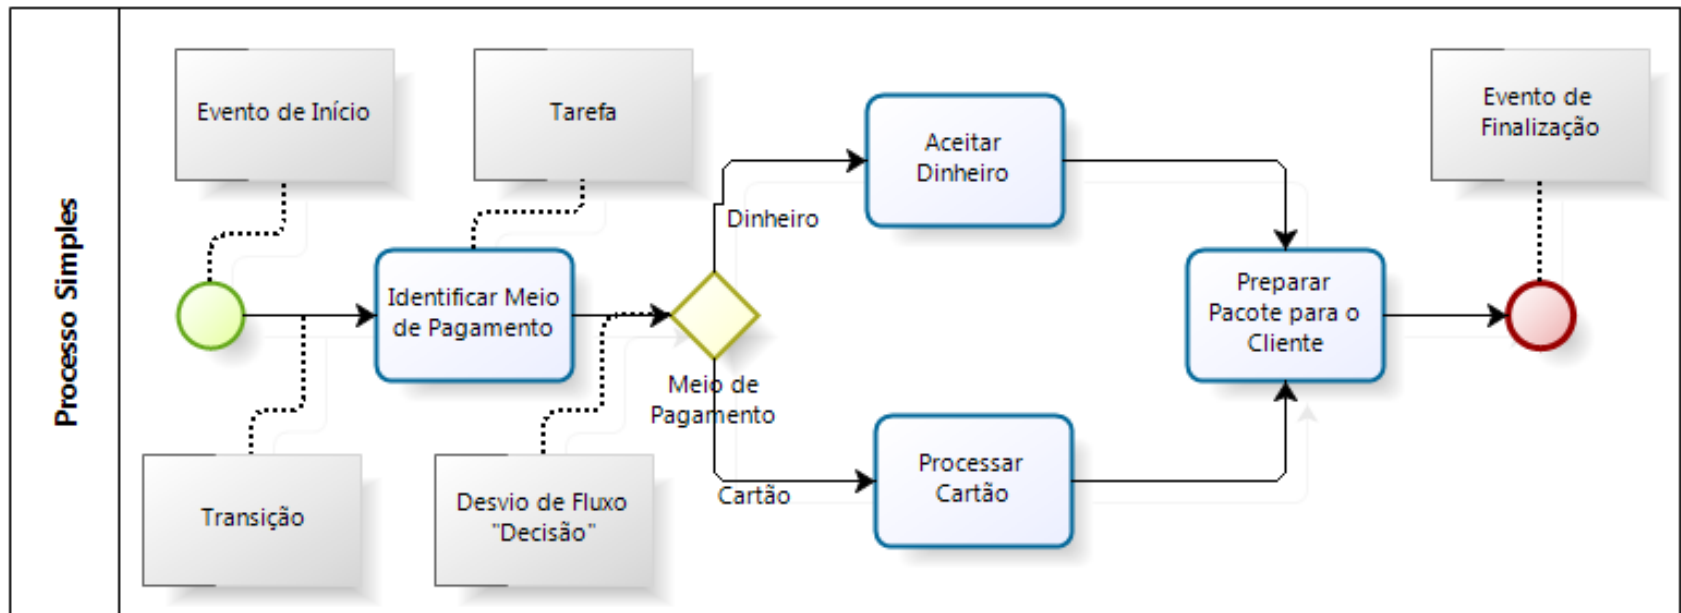 Processo Simples
Evento de Início
Tarefa
Aceitar
Dinheiro
Evento de
Finalização
Dinheiro
Identificar Meio
de Pagamento
Preparar
Pacote para o
Cliente
Meio de
Pagamento
Transição
Desvio de Fluxo
"Decisão"
Cartão
Processar
Cartão